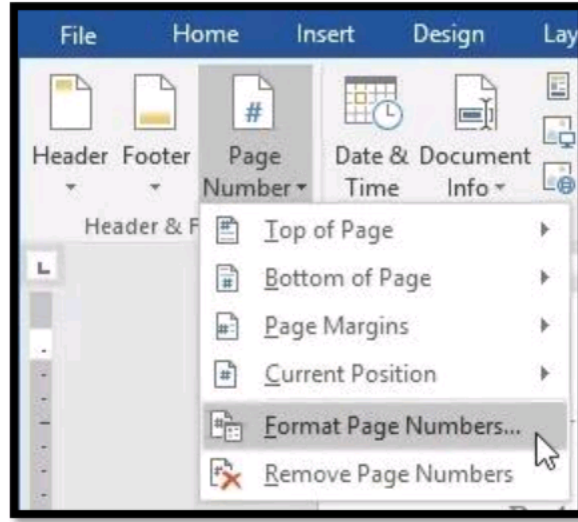 File Home Insert Design Lay
Header Footer Page Number Date & Time Document Info
Header & F
Top of Page
Bottom of Page
Page Margins
Current Position
Format Page Numbers...
Remove Page Numbers